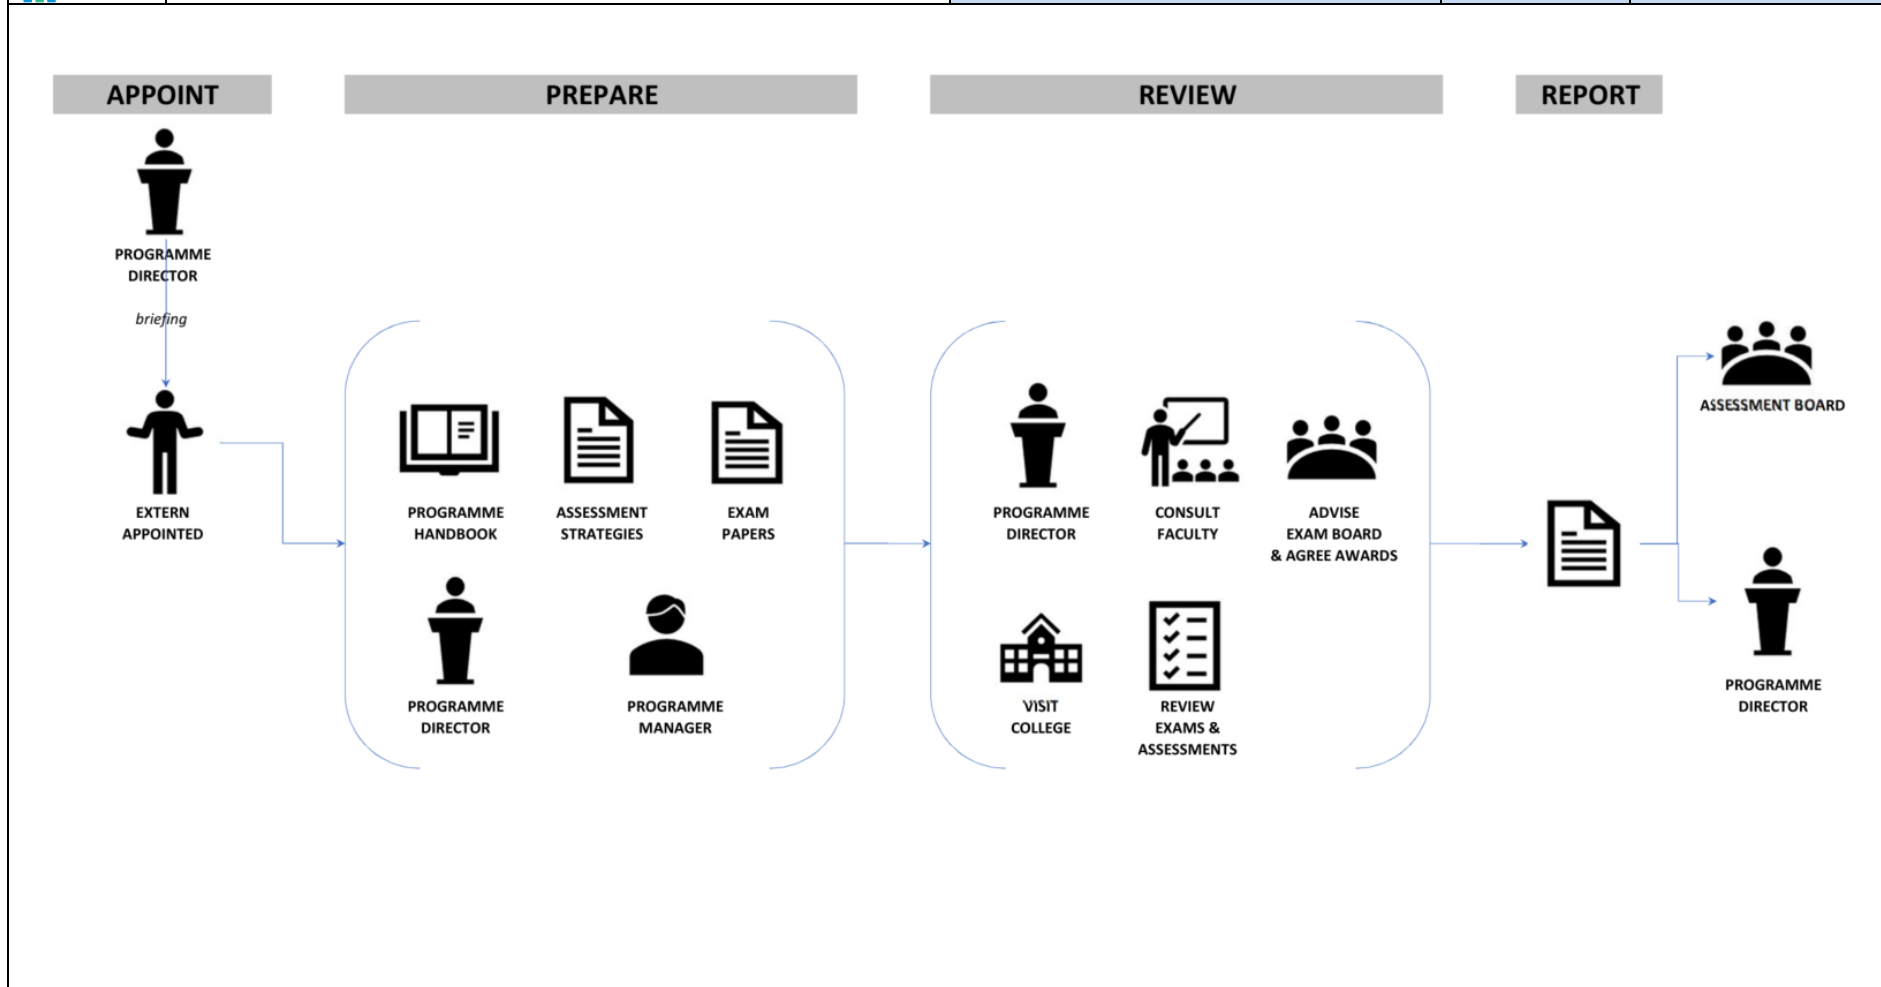 APPOINT
PREPARE
REVIEW
REPORT
PROGRAMME
DIRECTOR
briefing
EXTERN
APPOINTED
PROGRAMME
HANDBOOK
ASSESSMENT
STRATEGIES
EXAM
PAPERS
PROGRAMME
DIRECTOR
PROGRAMME
MANAGER
PROGRAMME
DIRECTOR
CONSULT
FACULTY
ADVISE
EXAM BOARD
& AGREE AWARDS
VISIT
COLLEGE
REVIEW
EXAMS &
ASSESSMENTS
ASSESSMENT BOARD
PROGRAMME
DIRECTOR